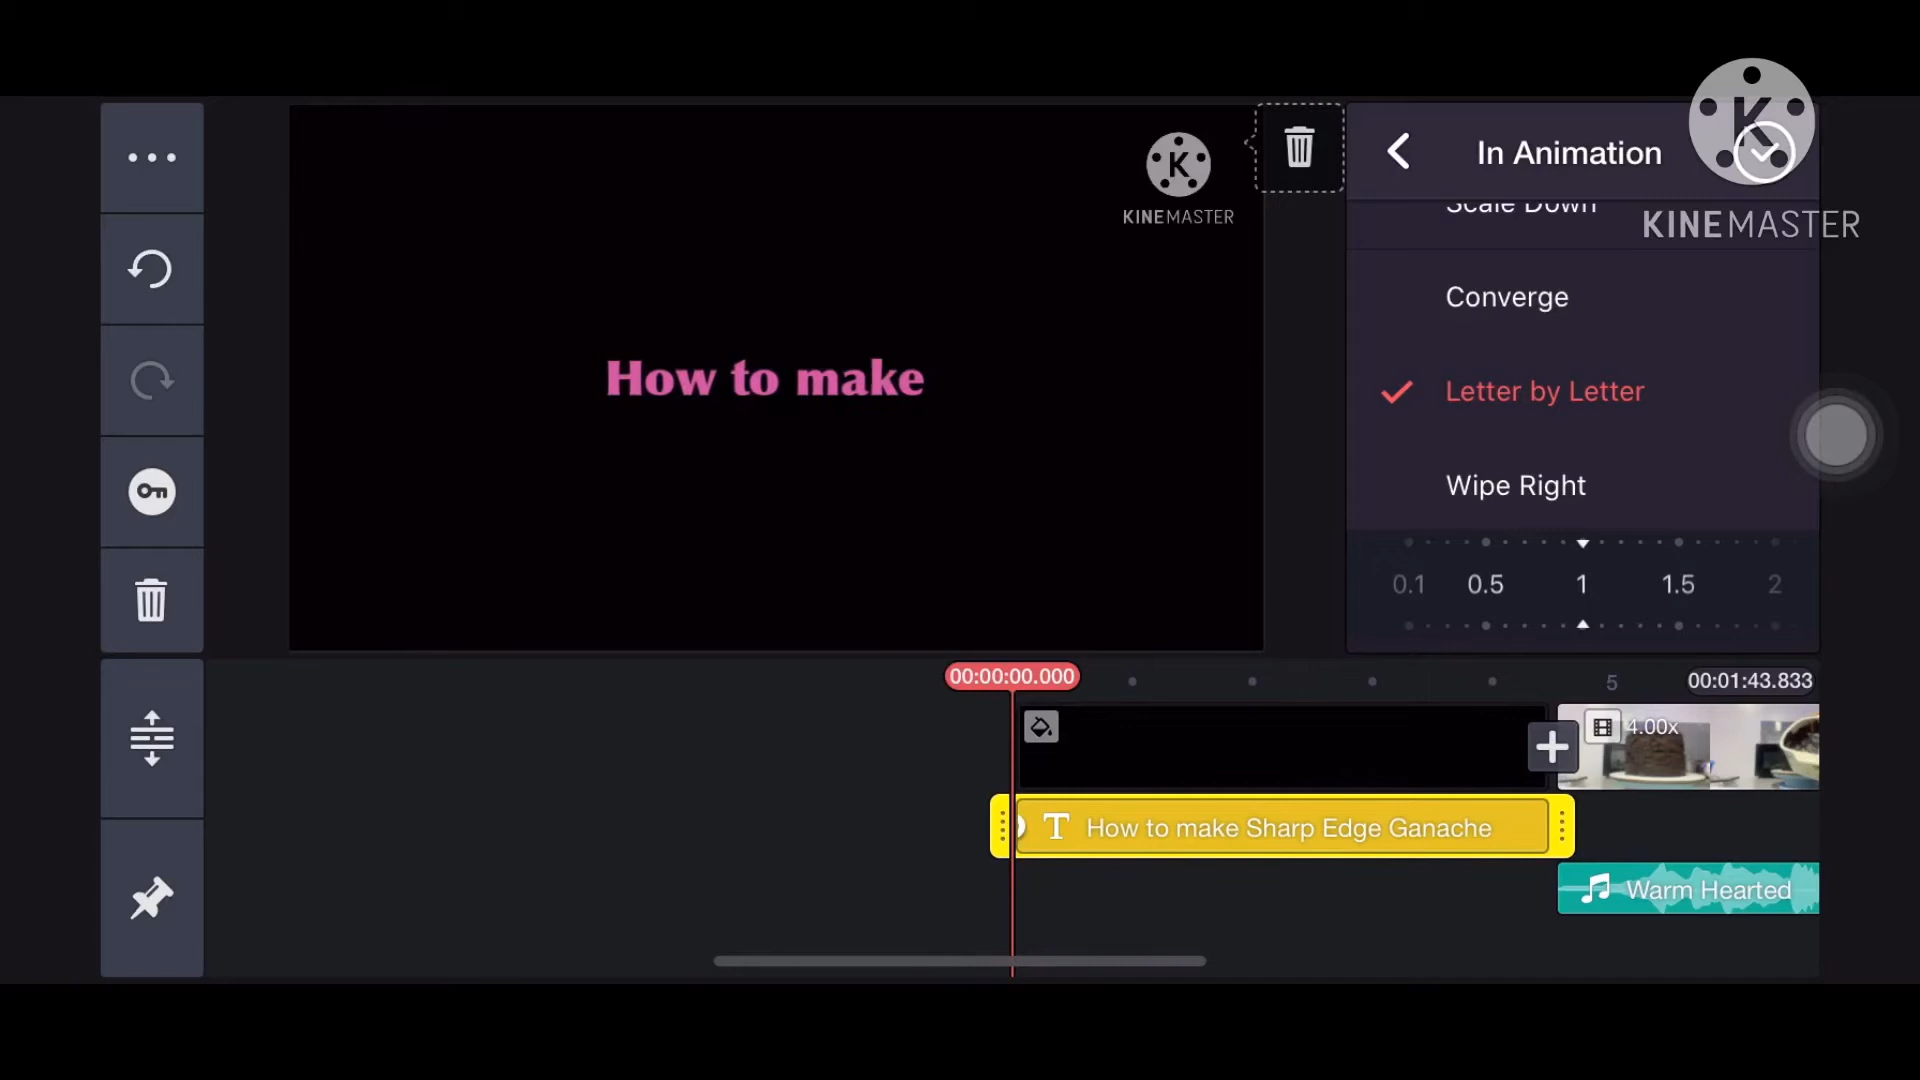 K
KINEMASTER
In Animation
K
KINEMASTER
Scale Down
Converge
Letter by Letter
Wipe Right
How to make
0.1 0.5 1 1.5 2
00:00:00.000
5
00:01:43.833
4.00x
T How to make Sharp Edge Ganache
Warm Hearted